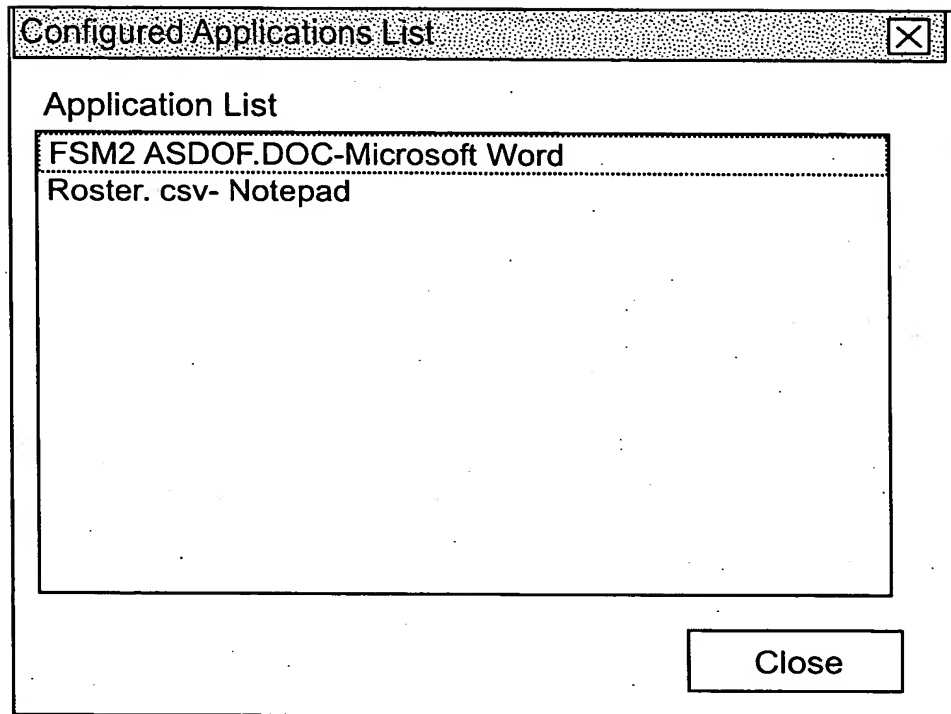 Configured Applications List
Application List
FSM2 ASDOF.DOC-Microsoft Word
Roster. csv- Notepad
Close